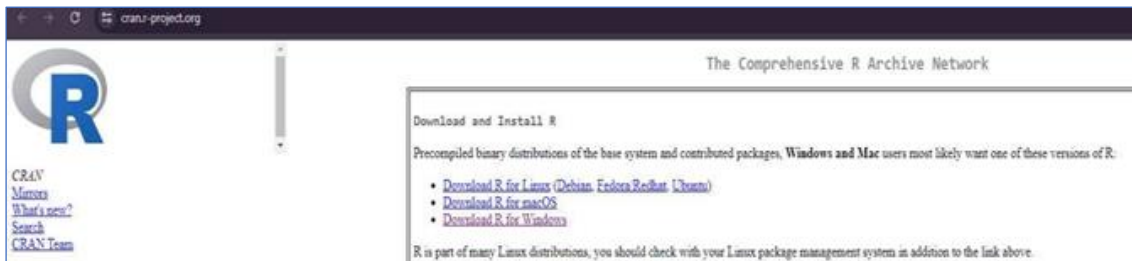 cran.r-project.org
R
The Comprehensive R Archive Network
Download and Install R
Precompiled binary distributions of the base system and contributed packages, Windows and Mac users most likely want one of these versions of R:
• Download R for Linux (Debian, Fedora/Redhat, Ubuntu)
• Download R for macOS
• Download R for Windows
R is part of many Linux distributions, you should check with your Linux package management system in addition to the link above.
CRAN
Mirrors
What's new?
Search
CRAN Team